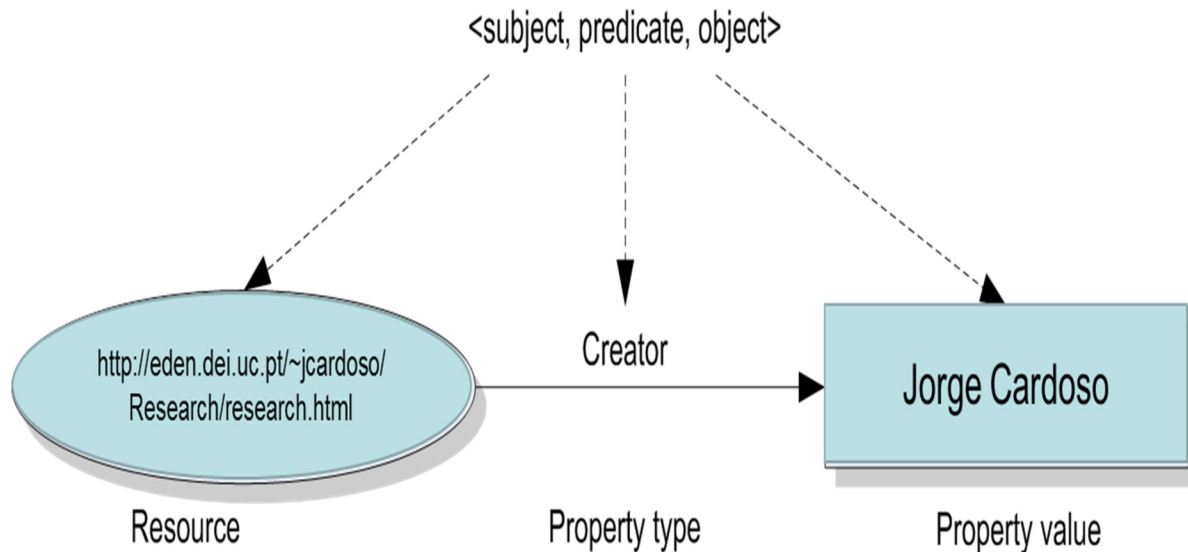 <subject, predicate, object>
http://eden.dei.uc.pt/~jcardoso/
Research/research.html
Creator
Jorge Cardoso
Resource
Property type
Property value